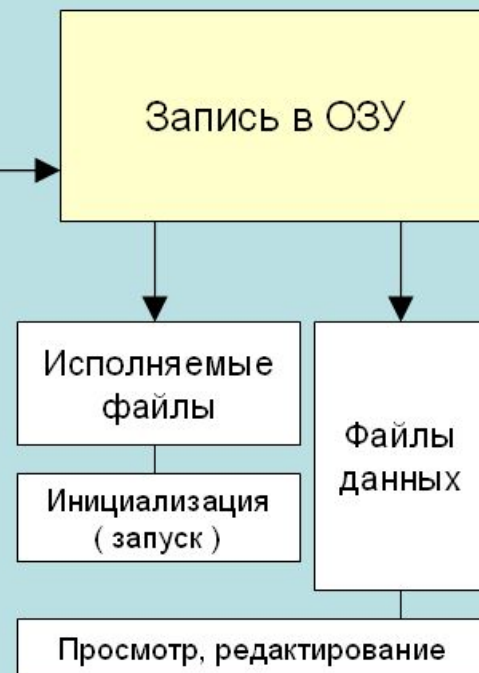 Запись в ОЗУ
Исполняемые
файлы
Инициализация
( запуск )
Файлы
данных
Просмотр, редактирование